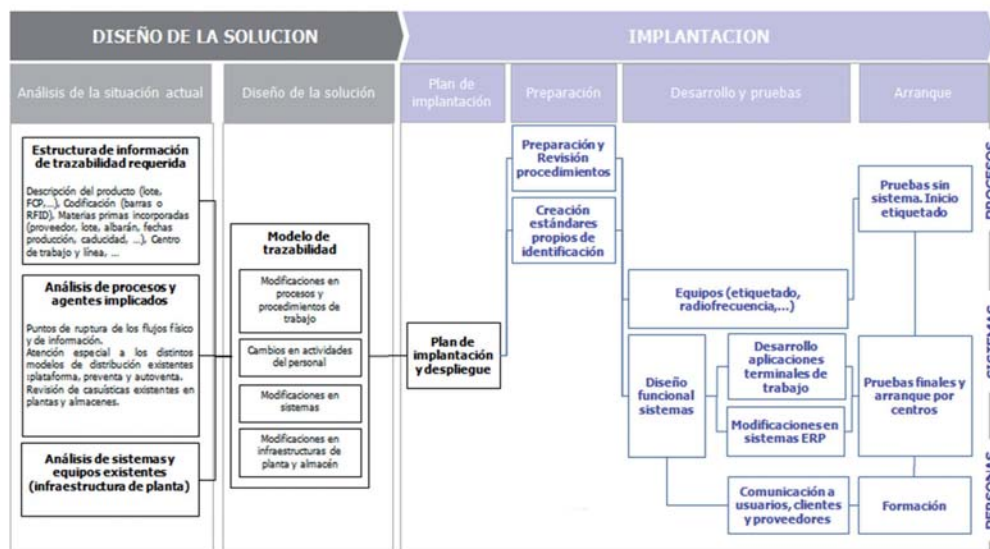 DISEÑO DE LA SOLUCION
IMPLANTACION
Análisis de la situación actual
Diseño de la solución
Plan de
implantación
Preparación
Desarrollo y pruebas
Arranque
Estructura de información
de trazabilidad requerida
Descripción del producto (lote,
FCP,...), Codificación (barras o
RFID), Materias primas incorporadas
(proveedor, lote, albarán, fechas
producción, caducidad, ...), Centro
de trabajo y línea, ...
Análisis de procesos y
agentes implicados
Puntos de ruptura de los flujos físico
y de información.
Atención especial a los distintos
modelos de distribución existentes
:plataforma, preventa y autoventa.
Revisión de casuísticas existentes en
plantas y almacenes.
Análisis de sistemas y
equipos existentes
(infraestructura de planta)
Modelo de
trazabilidad
Modificaciones en
procesos y
procedimientos de
trabajo
Cambios en actividades
del personal
Modificaciones en
sistemas
Modificaciones en
infraestructuras de
planta y almacén
Plan de
implantación
y despliegue
Preparación y
Revisión
procedimientos
Creación
estándares
propios de
identificación
Equipos (etiquetado,
radiofrecuencia,...)
Diseño
funcional
sistemas
Desarrollo
aplicaciones
terminales de
trabajo
Modificaciones en
sistemas ERP
Comunicación a
usuarios, clientes
y proveedores
Pruebas sin
sistema. Inicio
etiquetado
Pruebas finales y
arranque por
centros
Formación
PROCESOS
SISTEMAS
PERSONAS